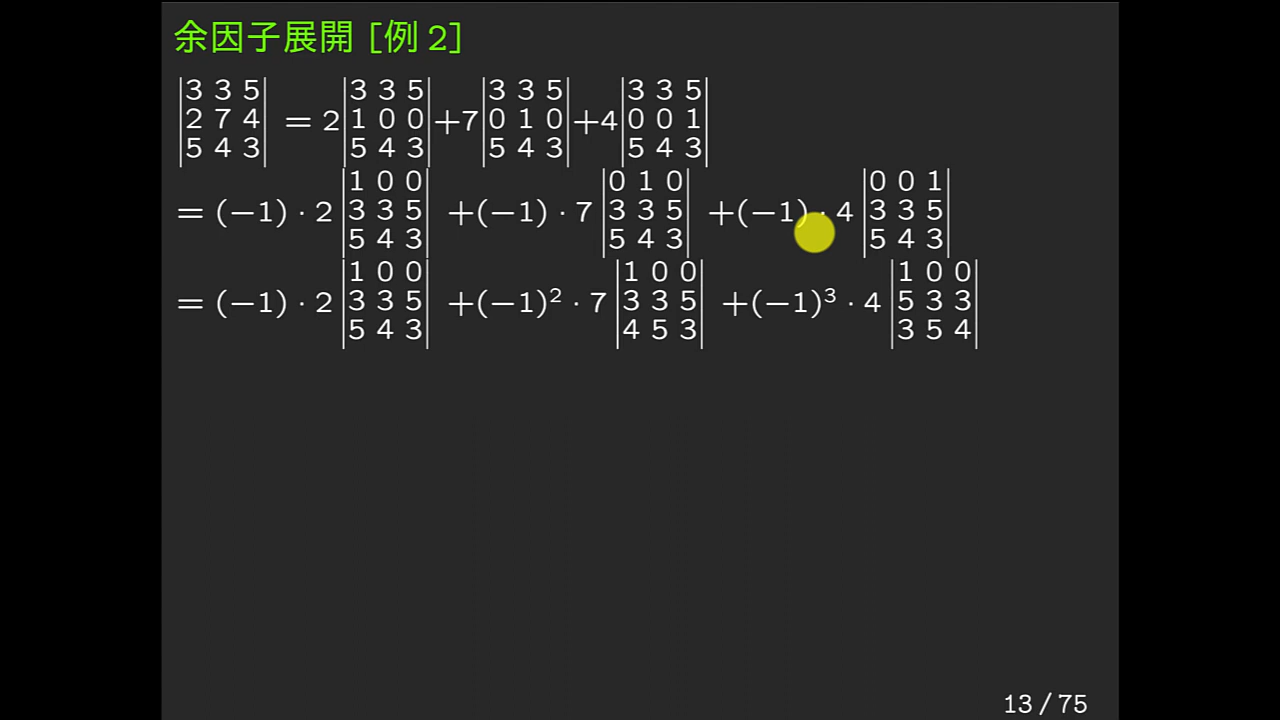 余因子展開 [例 2]
|3 3 5| |3 3 5| |3 3 5| |3 3 5|
|2 7 4| = 2|1 0 0|+7|0 1 0|+4|0 0 1|
|5 4 3| |5 4 3| |5 4 3| |5 4 3|
|1 0 0| |0 1 0| |0 0 1|
= (−1) · 2 |3 3 5| +(−1) · 7 |3 3 5| +(−1) · 4 |3 3 5|
|5 4 3| |5 4 3| |5 4 3|
|1 0 0| |1 0 0| |1 0 0|
= (−1) · 2 |3 3 5| +(−1)² · 7 |3 3 5| +(−1)³ · 4 |5 3 3|
|5 4 3| |4 5 3| |3 5 4|
13 / 75